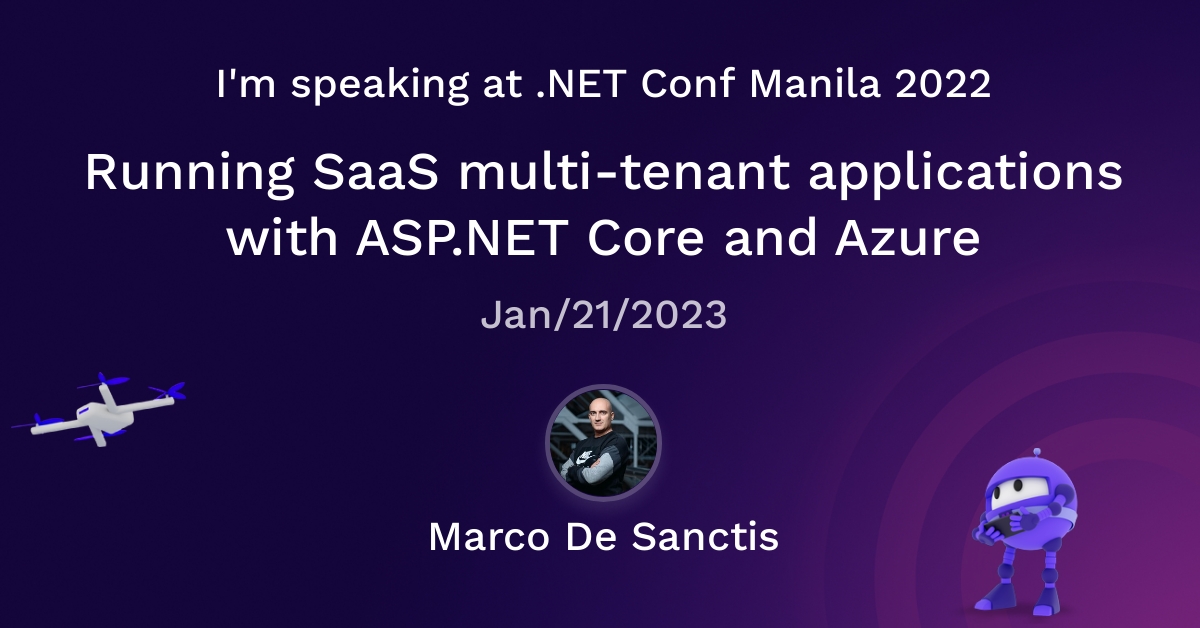 I'm speaking at .NET Conf Manila 2022
Running SaaS multi-tenant applications
with ASP.NET Core and Azure
Jan/21/2023
Marco De Sanctis